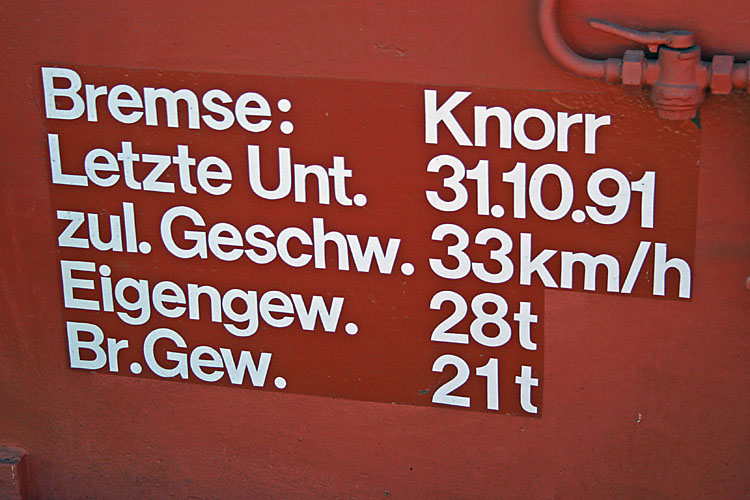 Bremse: Knorr
Letzte Unt. 31.10.91
zul. Geschw. 33km/h
Eigengew. 28t
Br.Gew. 21t